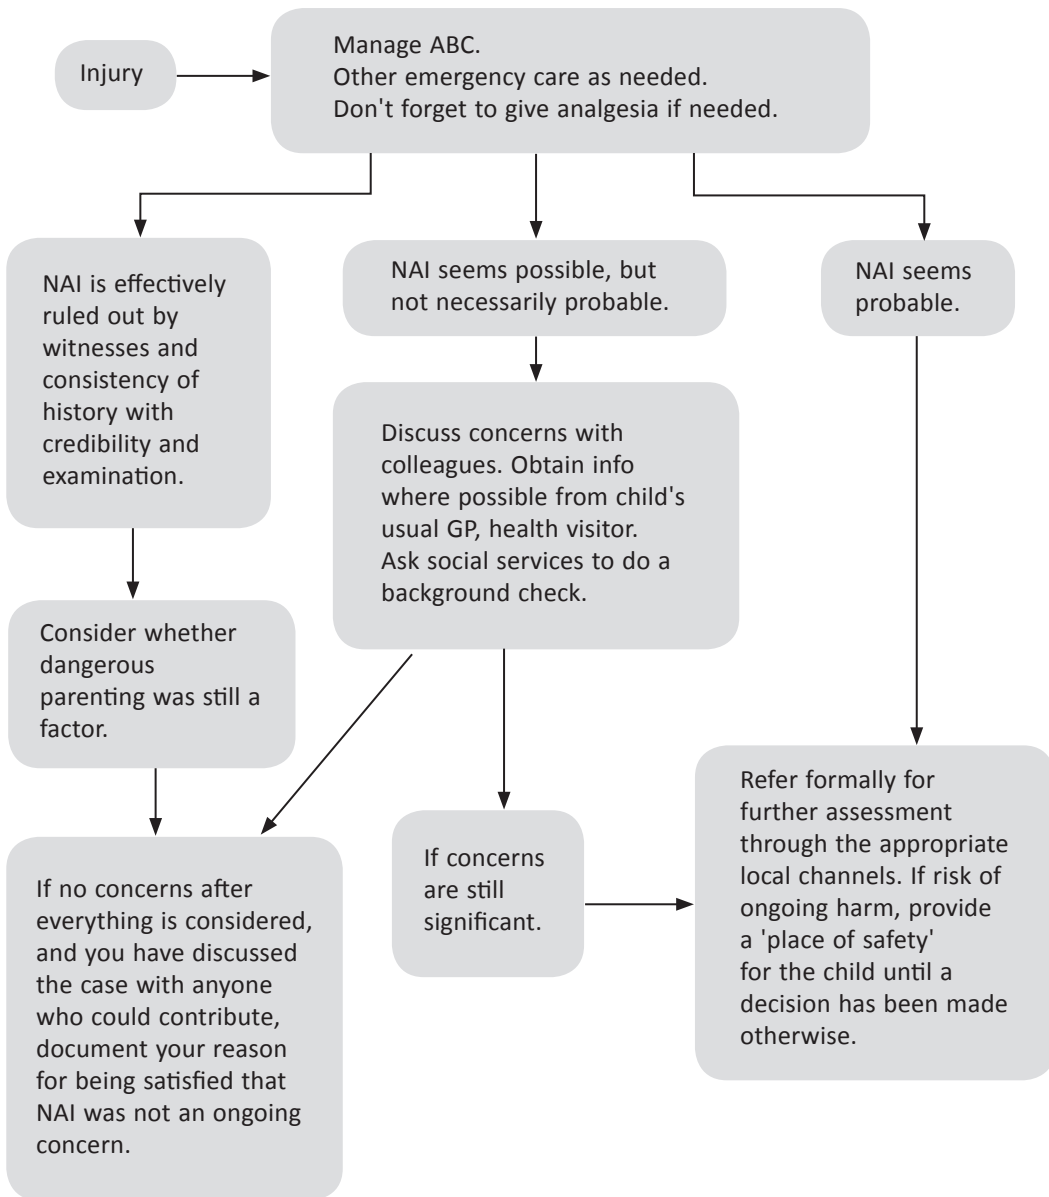 Injury
Manage ABC.
Other emergency care as needed.
Don't forget to give analgesia if needed.
NAI is effectively
ruled out by
witnesses and
consistency of
history with
credibility and
examination.
NAI seems possible, but
not necessarily probable.
NAI seems
probable.
Discuss concerns with
colleagues. Obtain info
where possible from child's
usual GP, health visitor.
Ask social services to do a
background check.
Consider whether
dangerous
parenting was still a
factor.
If no concerns after
everything is considered,
and you have discussed
the case with anyone
who could contribute,
document your reason
for being satisfied that
NAI was not an ongoing
concern.
If concerns
are still
significant.
Refer formally for
further assessment
through the appropriate
local channels. If risk of
ongoing harm, provide
a 'place of safety'
for the child until a
decision has been made
otherwise.